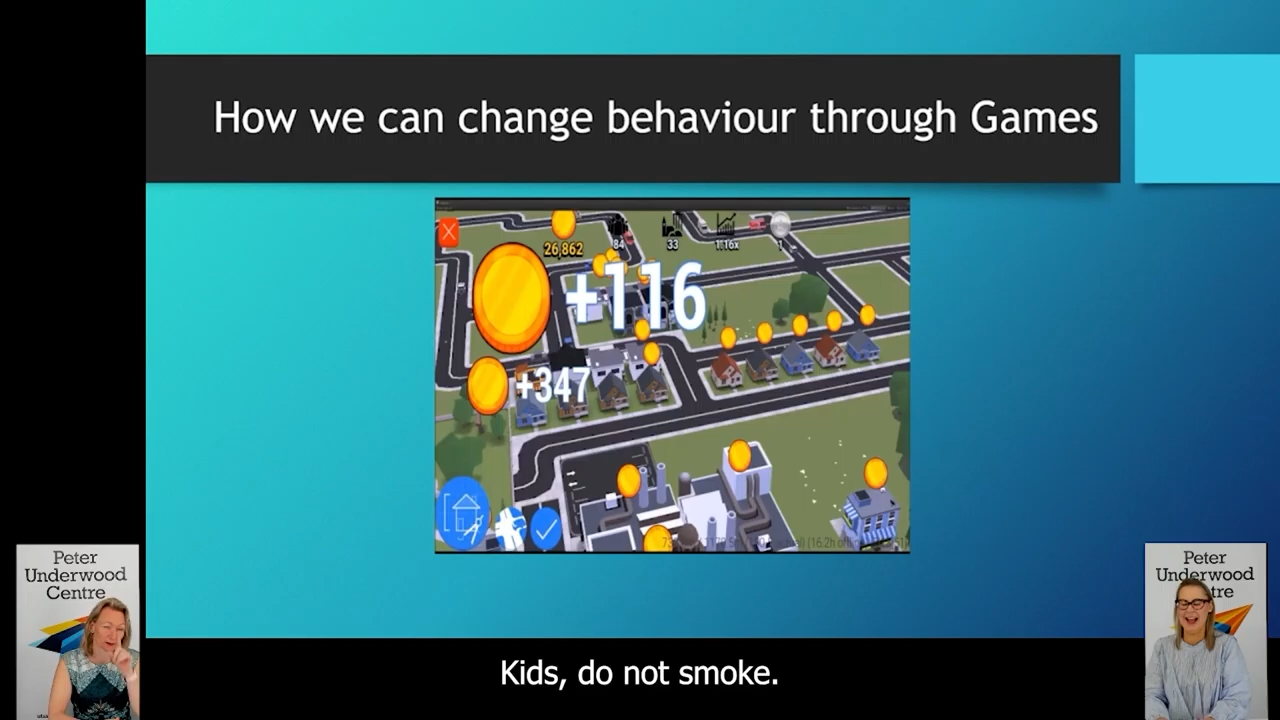 How we can change behaviour through Games
26,862
84
33
1.16x
1
+116
+347
Peter
Underwood
Centre
Peter
Underwood
Kids, do not smoke.